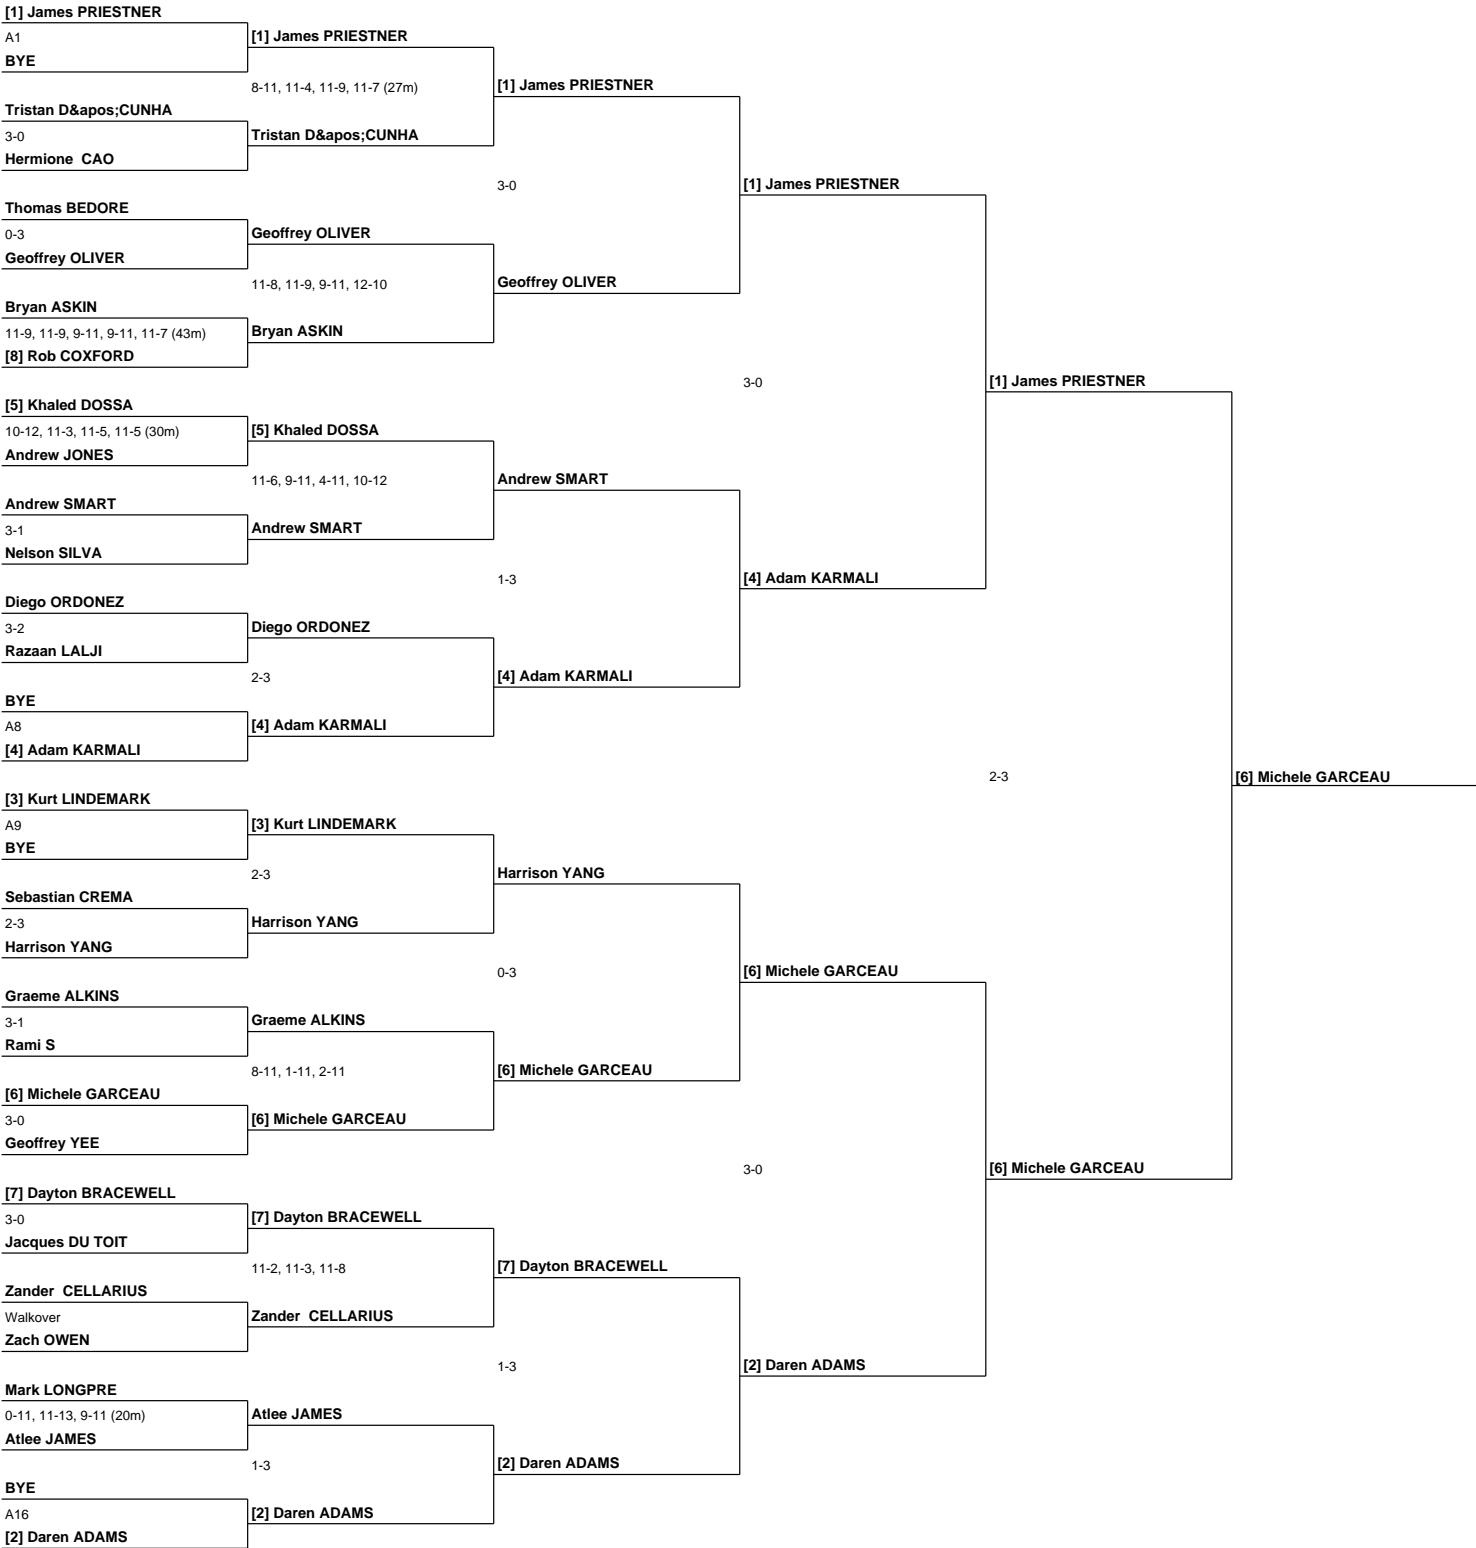 [1] James PRIESTNER
A1
[1] James PRIESTNER
BYE
8-11, 11-4, 11-9, 11-7 (27m)
[1] James PRIESTNER
Tristan D&apos;CUNHA
3-0
Tristan D&apos;CUNHA
Hermione  CAO
3-0
[1] James PRIESTNER
Thomas BEDORE
0-3
Geoffrey OLIVER
Geoffrey OLIVER
11-8, 11-9, 9-11, 12-10
Geoffrey OLIVER
Bryan ASKIN
11-9, 11-9, 9-11, 9-11, 11-7 (43m)
Bryan ASKIN
[8] Rob COXFORD
3-0
[1] James PRIESTNER
[5] Khaled DOSSA
10-12, 11-3, 11-5, 11-5 (30m)
[5] Khaled DOSSA
Andrew JONES
11-6, 9-11, 4-11, 10-12
Andrew SMART
Andrew SMART
3-1
Andrew SMART
Nelson SILVA
1-3
[4] Adam KARMALI
Diego ORDONEZ
3-2
Diego ORDONEZ
Razaan LALJI
2-3
[4] Adam KARMALI
BYE
A8
[4] Adam KARMALI
[4] Adam KARMALI
2-3
[6] Michele GARCEAU
[3] Kurt LINDEMARK
A9
[3] Kurt LINDEMARK
BYE
2-3
Harrison YANG
Sebastian CREMA
2-3
Harrison YANG
Harrison YANG
0-3
[6] Michele GARCEAU
Graeme ALKINS
3-1
Graeme ALKINS
Rami S
8-11, 1-11, 2-11
[6] Michele GARCEAU
[6] Michele GARCEAU
3-0
[6] Michele GARCEAU
Geoffrey YEE
3-0
[6] Michele GARCEAU
[7] Dayton BRACEWELL
3-0
[7] Dayton BRACEWELL
Jacques DU TOIT
11-2, 11-3, 11-8
[7] Dayton BRACEWELL
Zander  CELLARIUS
Walkover
Zander  CELLARIUS
Zach OWEN
1-3
[2] Daren ADAMS
Mark LONGPRE
0-11, 11-13, 9-11 (20m)
Atlee JAMES
Atlee JAMES
1-3
[2] Daren ADAMS
BYE
A16
[2] Daren ADAMS
[2] Daren ADAMS